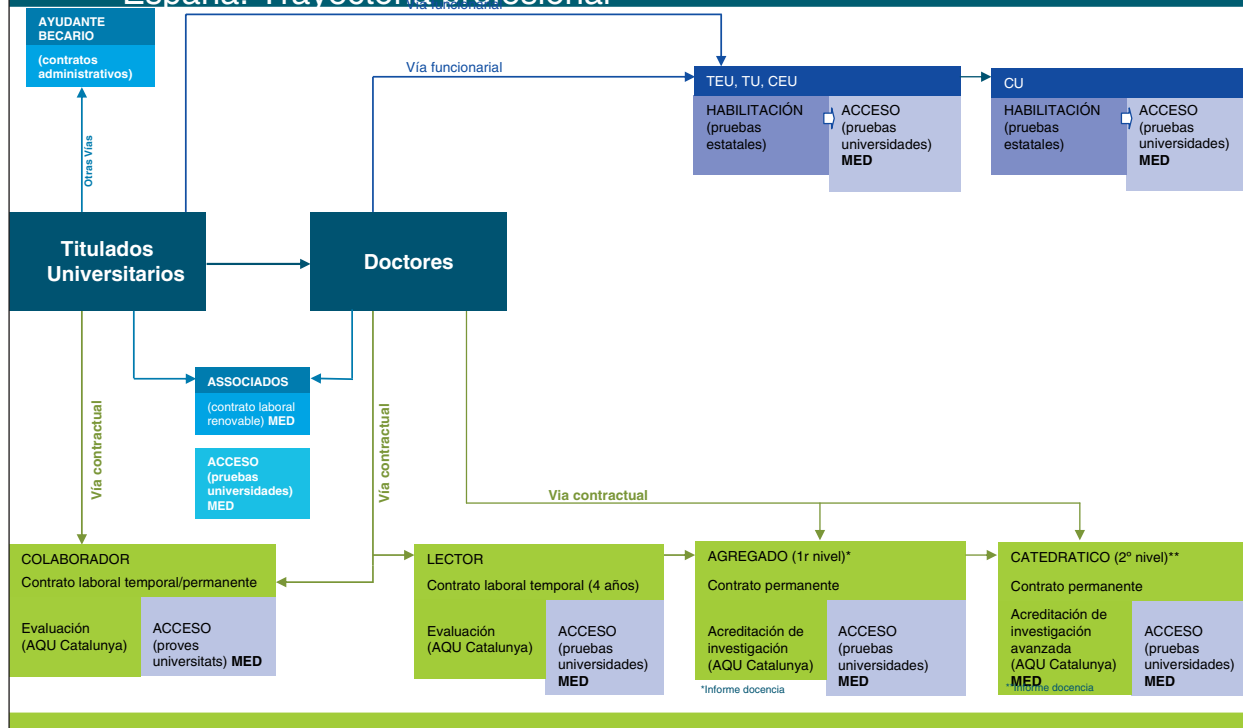 España: Trayectoria profesional
Vía funcionarial
AYUDANTE
BECARIO
(contratos
administrativos)
Vía funcionarial
TEU, TU, CEU
HABILITACIÓN
(pruebas
estatales)
ACCESO
(pruebas
universidades)
MED
CU
HABILITACIÓN
(pruebas
estatales)
ACCESO
(pruebas
universidades)
MED
Otras Vías
Titulados
Universitarios
Doctores
ASSOCIADOS
(contrato laboral
renovable) MED
ACCESO
(pruebas
universidades)
MED
Vía contractual
Vía contractual
Via contractual
COLABORADOR
Contrato laboral temporal/permanente
Evaluación
(AQU Catalunya)
ACCESO
(proves
universitats) MED
LECTOR
Contrato laboral temporal (4 años)
Evaluación
(AQU Catalunya)
ACCESO
(pruebas
universidades)
MED
AGREGADO (1r nivel)*
Contrato permanente
Acreditación de
investigación
(AQU Catalunya)
*Informe docencia
ACCESO
(pruebas
universidades)
MED
CATEDRATICO (2º nivel)**
Contrato permanente
Acreditación de
investigación
avanzada
(AQU Catalunya)
MED
**Informe docencia
ACCESO
(pruebas
universidades)
MED